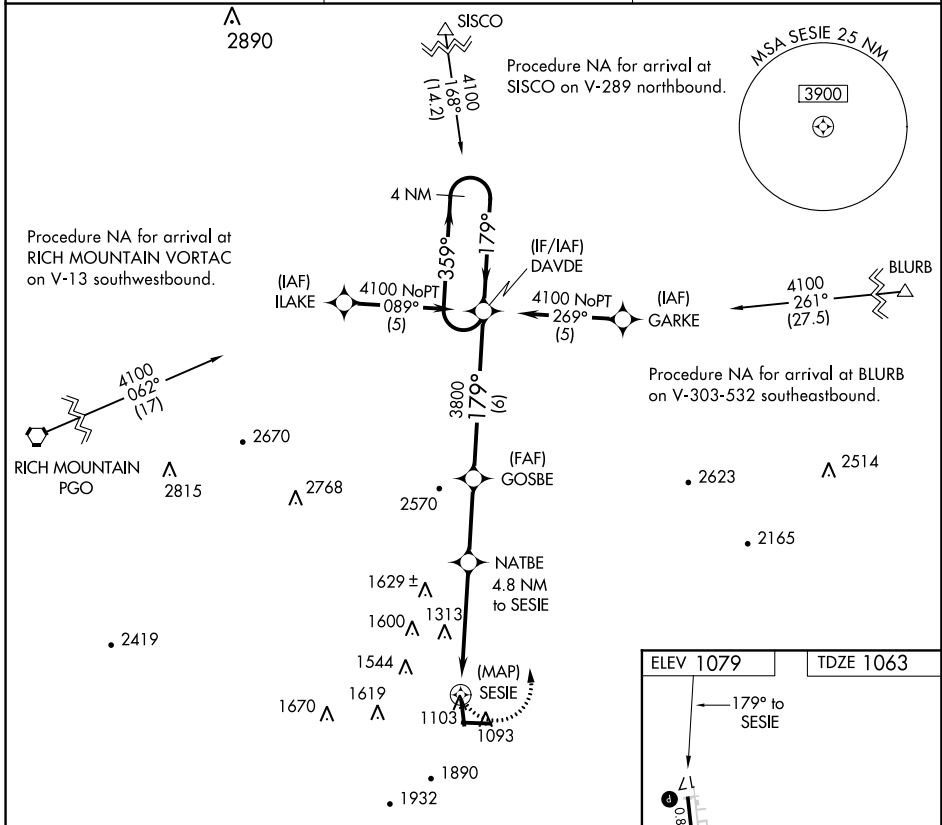 2890
SISCO
4100
168°
(14.2)
Procedure NA for arrival at
SISCO on V-289 northbound.
MSA SESIE 25 NM
3900
4 NM
359°
179°
Procedure NA for arrival at
RICH MOUNTAIN VORTAC
on V-13 southwestbound.
(IF/IAF)
DAVDE
(IAF)
ILAKE
4100 NoPT
089°
(5)
4100 NoPT
269°
(5)
(IAF)
GARKE
4100
261°
(27.5)
BLURB
4100
062°
(17)
3800
179°
(6)
Procedure NA for arrival at BLURB
on V-303-532 southeastbound.
RICH MOUNTAIN
PGO
2670
2815
2768
2570
(FAF)
GOSBE
2623
2514
2165
NATBE
4.8 NM
to SESIE
1629 ±
1600
1313
2419
1544
(MAP)
SESIE
1670
1619
1103
1093
1890
1932
ELEV 1079
TDZE 1063
179° to
SESIE
17
P
0.8